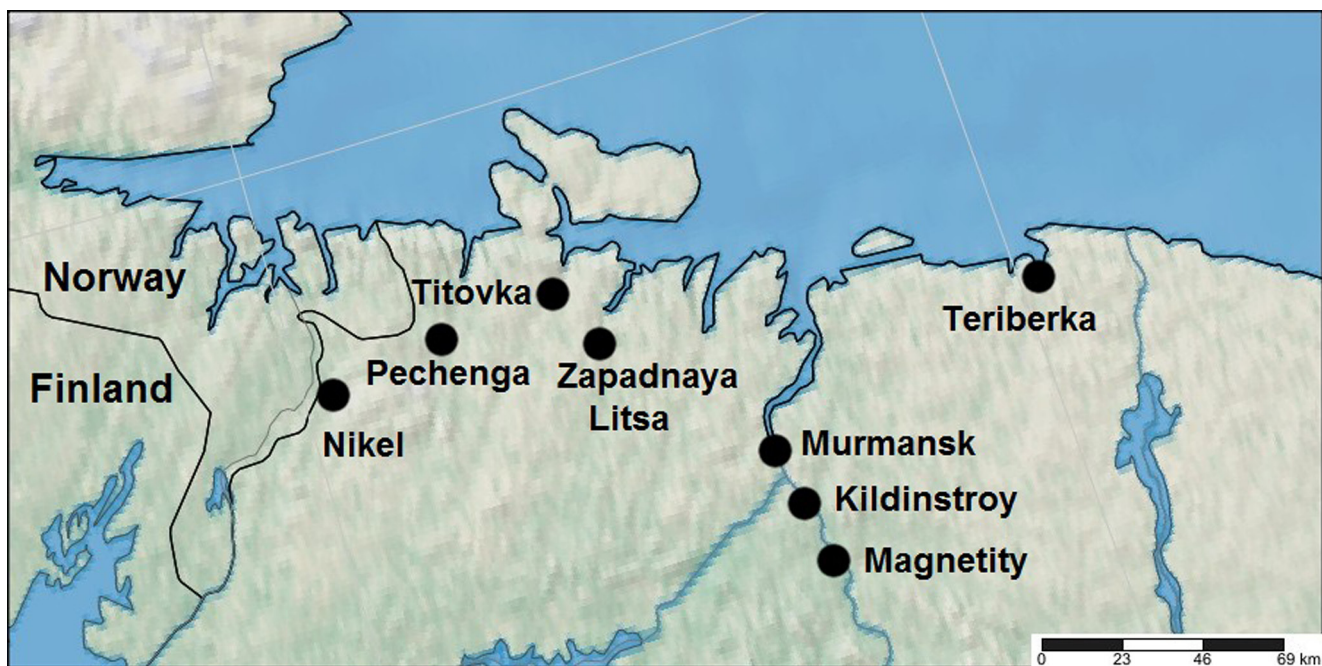 Norway
Finland
Titovka
Pechenga
Nikel
Zapadnaya
Litsa
Teriberka
Murmansk
Kildinstroy
Magnetity
0 23 46 69 km